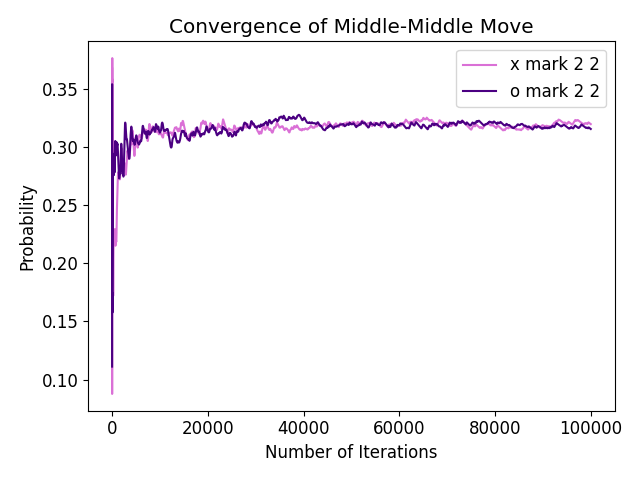 Convergence of Middle-Middle Move
x mark 2 2
o mark 2 2
Probability
0.35
0.30
0.25
0.20
0.15
0.10
0
20000
40000
60000
80000
100000
Number of Iterations